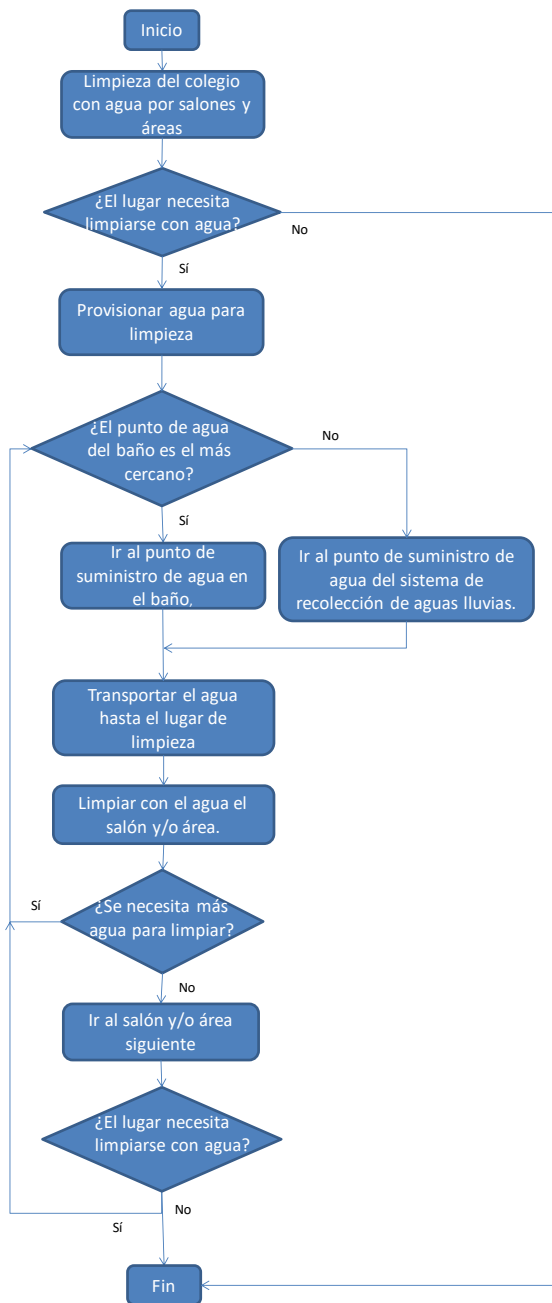 Inicio
Limpieza del colegio
con agua por salones y
áreas
¿El lugar necesita
limpiarse con agua?
No
Sí
Provisionar agua para
limpieza
¿El punto de agua
del baño es el más
cercano?
No
Sí
Ir al punto de
suministro de agua en
el baño,
Ir al punto de suministro de
agua del sistema de
recolección de aguas lluvias.
Transportar el agua
hasta el lugar de
limpieza
Limpiar con el agua el
salón y/o área.
¿Se necesita más
agua para limpiar?
Sí
No
Ir al salón y/o área
siguiente
¿El lugar necesita
limpiarse con agua?
No
Sí
Fin